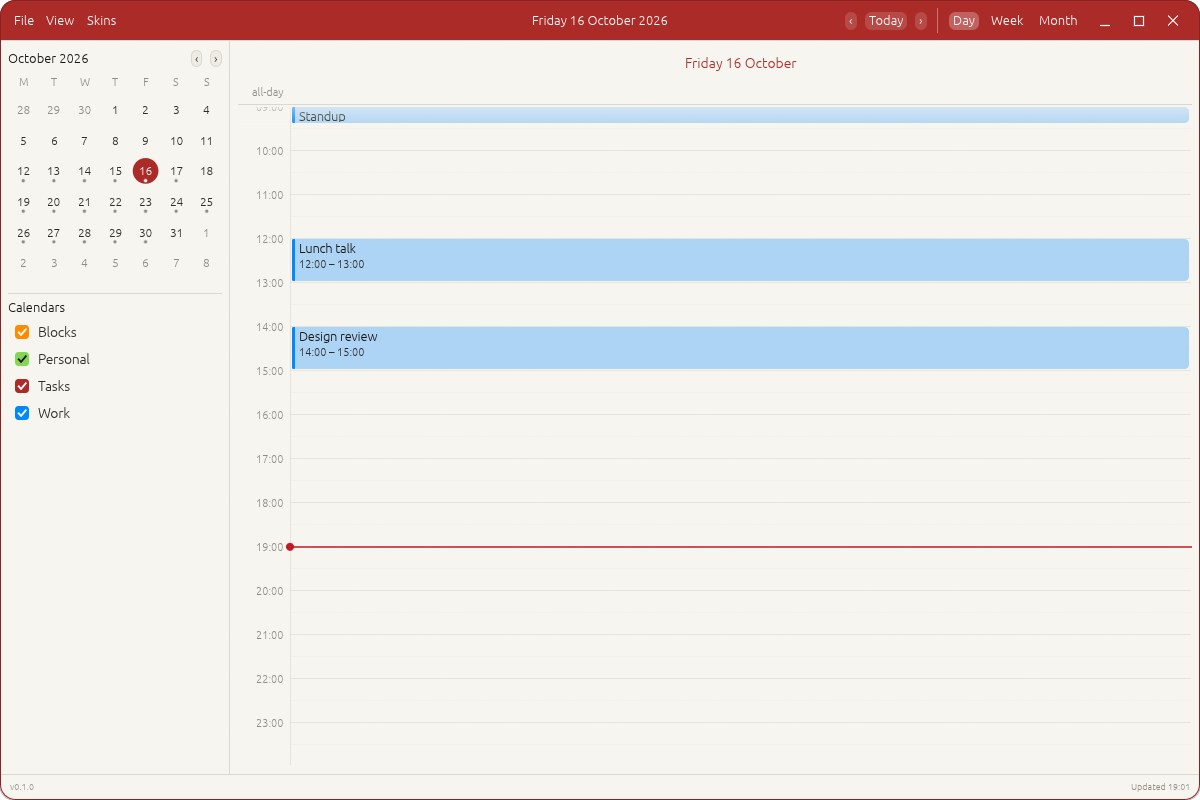 File View Skins
Friday 16 October 2026
‹ Today › Day Week Month
October 2026 ‹ ›
M T W T F S S
28 29 30 1 2 3 4
5 6 7 8 9 10 11
12 13 14 15 16 17 18
19 20 21 22 23 24 25
26 27 28 29 30 31 1
2 3 4 5 6 7 8
Calendars
Blocks
Personal
Tasks
Work
Friday 16 October
all-day
09:00
Standup
10:00
11:00
12:00
Lunch talk
12:00 – 13:00
13:00
14:00
Design review
14:00 – 15:00
15:00
16:00
17:00
18:00
19:00
20:00
21:00
22:00
23:00
v0.1.0
Updated 19:01